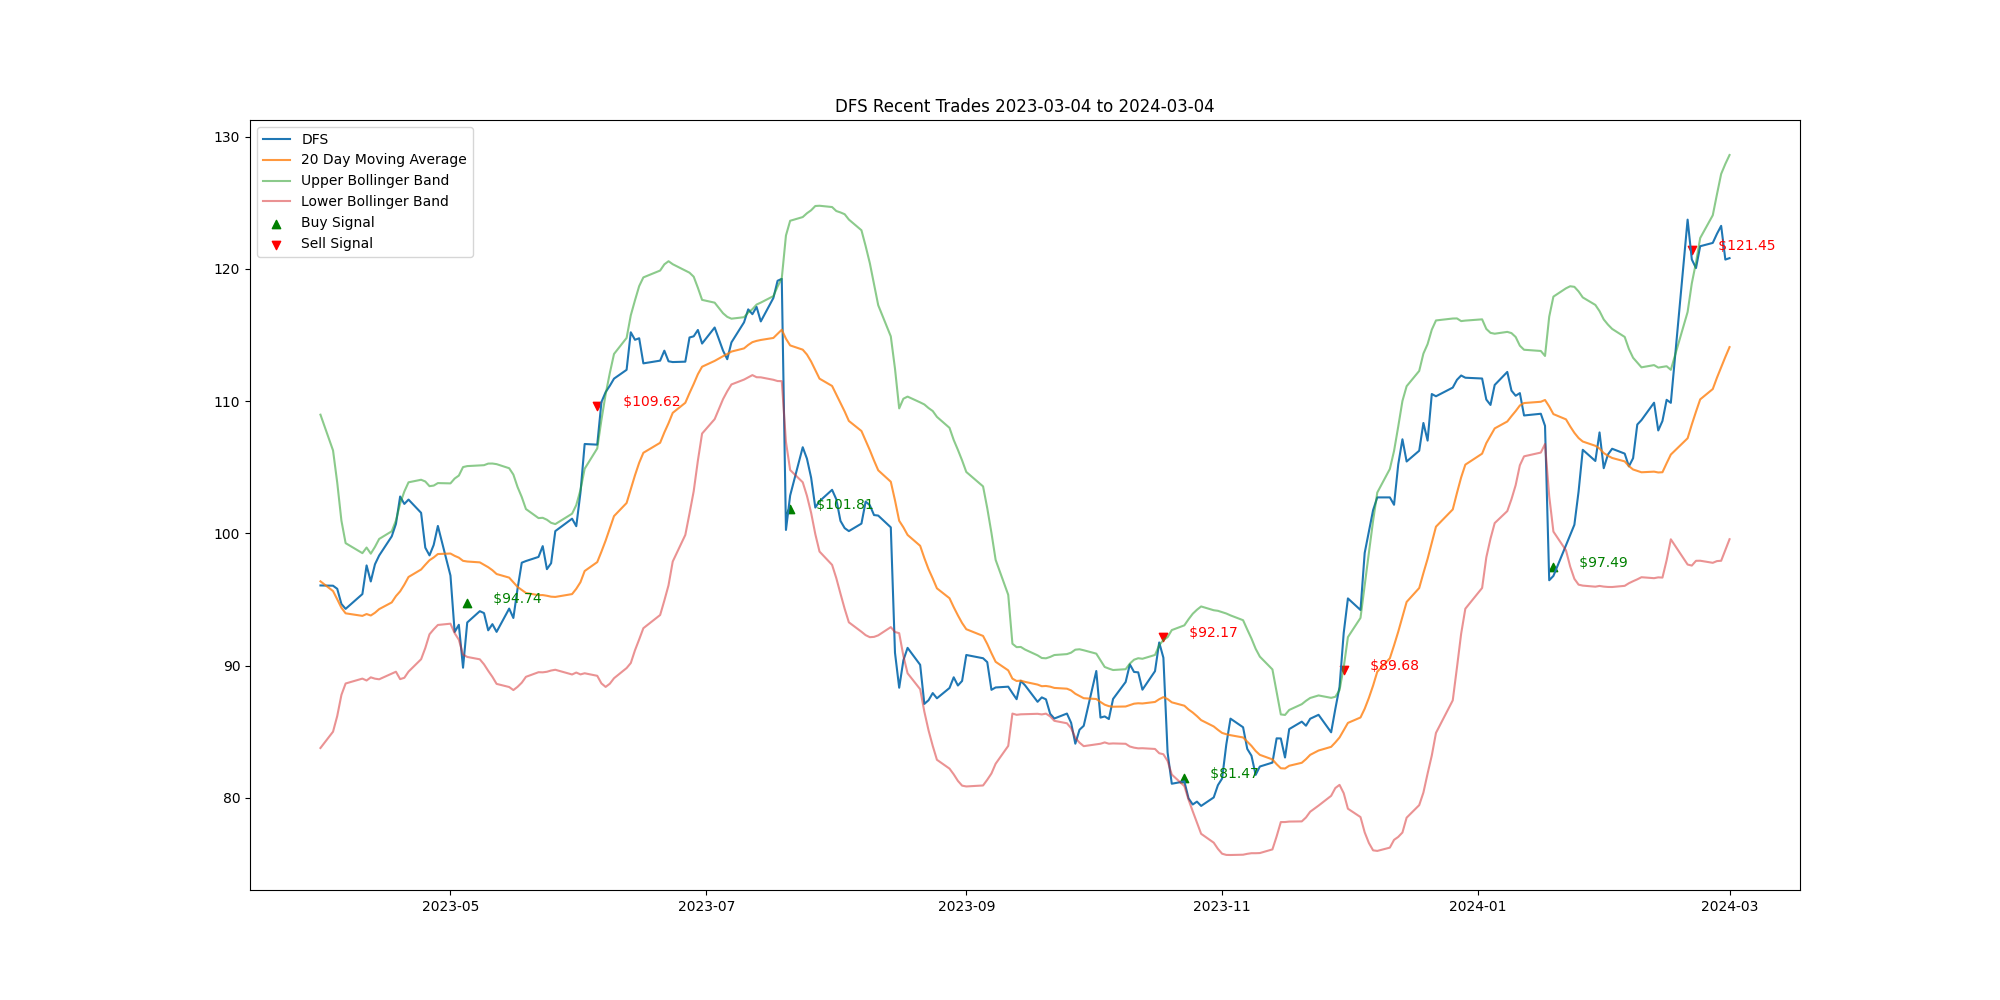 DFS Recent Trades 2023-03-04 to 2024-03-04
DFS
20 Day Moving Average
Upper Bollinger Band
Lower Bollinger Band
Buy Signal
Sell Signal
130
120
110
100
90
80
$94.74
$109.62
$101.81
$92.17
$81.47
$89.68
$97.49
$121.45
2023-05
2023-07
2023-09
2023-11
2024-01
2024-03